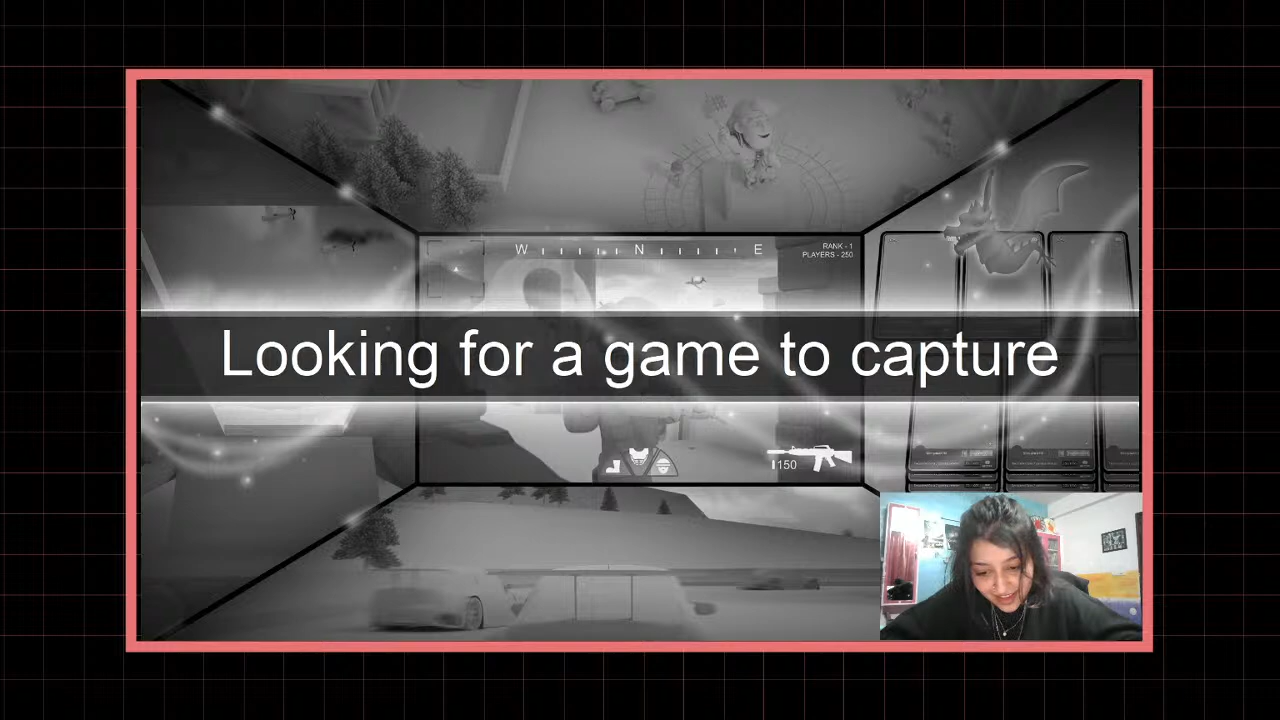 W N E
RANK - 1
PLAYERS - 250
Looking for a game to capture
150